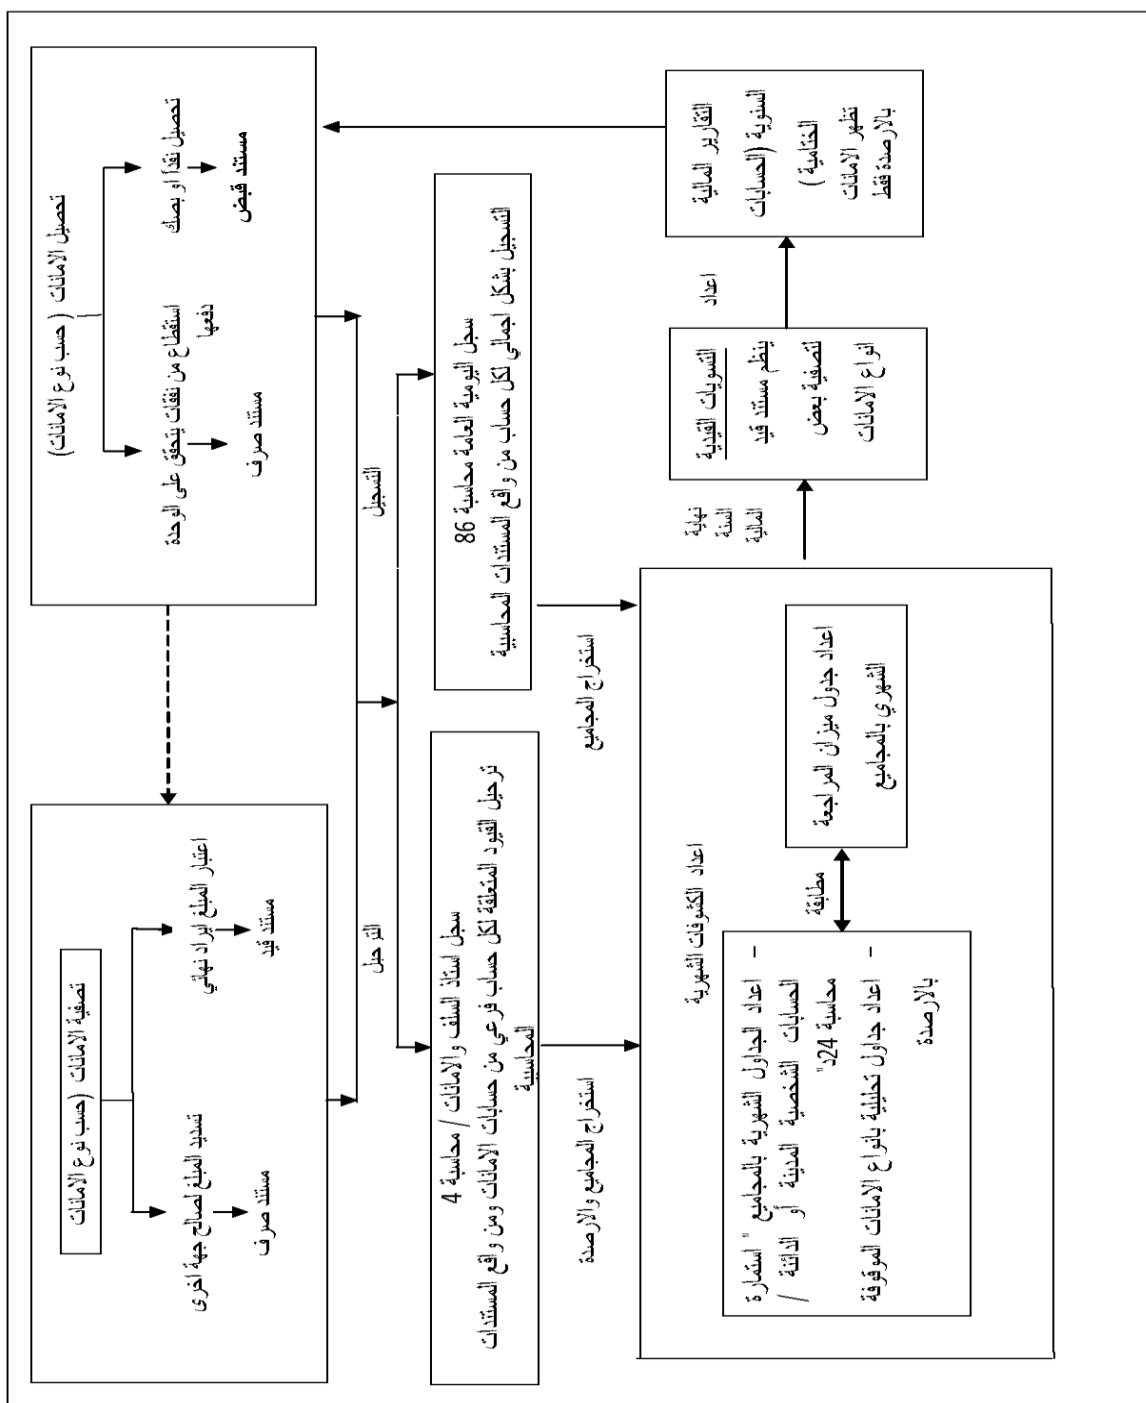 تحصيل الامانات ( حسب نوع الامانات)
تحصيل نقدا او بصك
مستند قبض
استقطاع من نفقات يتحقق على الوحدة
دفعها
مستند صرف
تصفية الامانات (حسب نوع الامانات
اعتبار المبلغ ايراد نهائي
مستند قيد
تسديد المبلغ لصالح جهة اخرى
مستند صرف
التسجيل
الترحيل
سجل اليومية العامة محاسبة 86
التسجيل بشكل اجمالي لكل حساب من واقع المستندات المحاسبية
سجل استاذ السلف والامانات / محاسبة 4
ترحيل القيود المتعلقة لكل حساب فرعي من حسابات الامانات ومن واقع المستندات
المحاسبية
استخراج المجاميع
استخراج المجاميع والارصدة
اعداد الكشوفات الشهرية
اعداد جدول ميزان المراجعة
الشهري بالمجاميع
مطابقة
– اعداد الجداول الشهرية بالمجاميع " استمارة
الحسابات الشخصية المدينة أو الدائنة /
محاسبة 24د"
– اعداد جداول تحليلية بانواع الامانات الموقوفة
بالارصدة
نهاية
السنة
المالية
التسويات القيدية
ينظم مستند قيد
لتصفية بعض
انواع الامانات
اعداد
التقارير المالية
السنوية (الحسابات
الختامية )
تظهر الامانات
بالارصدة فقط